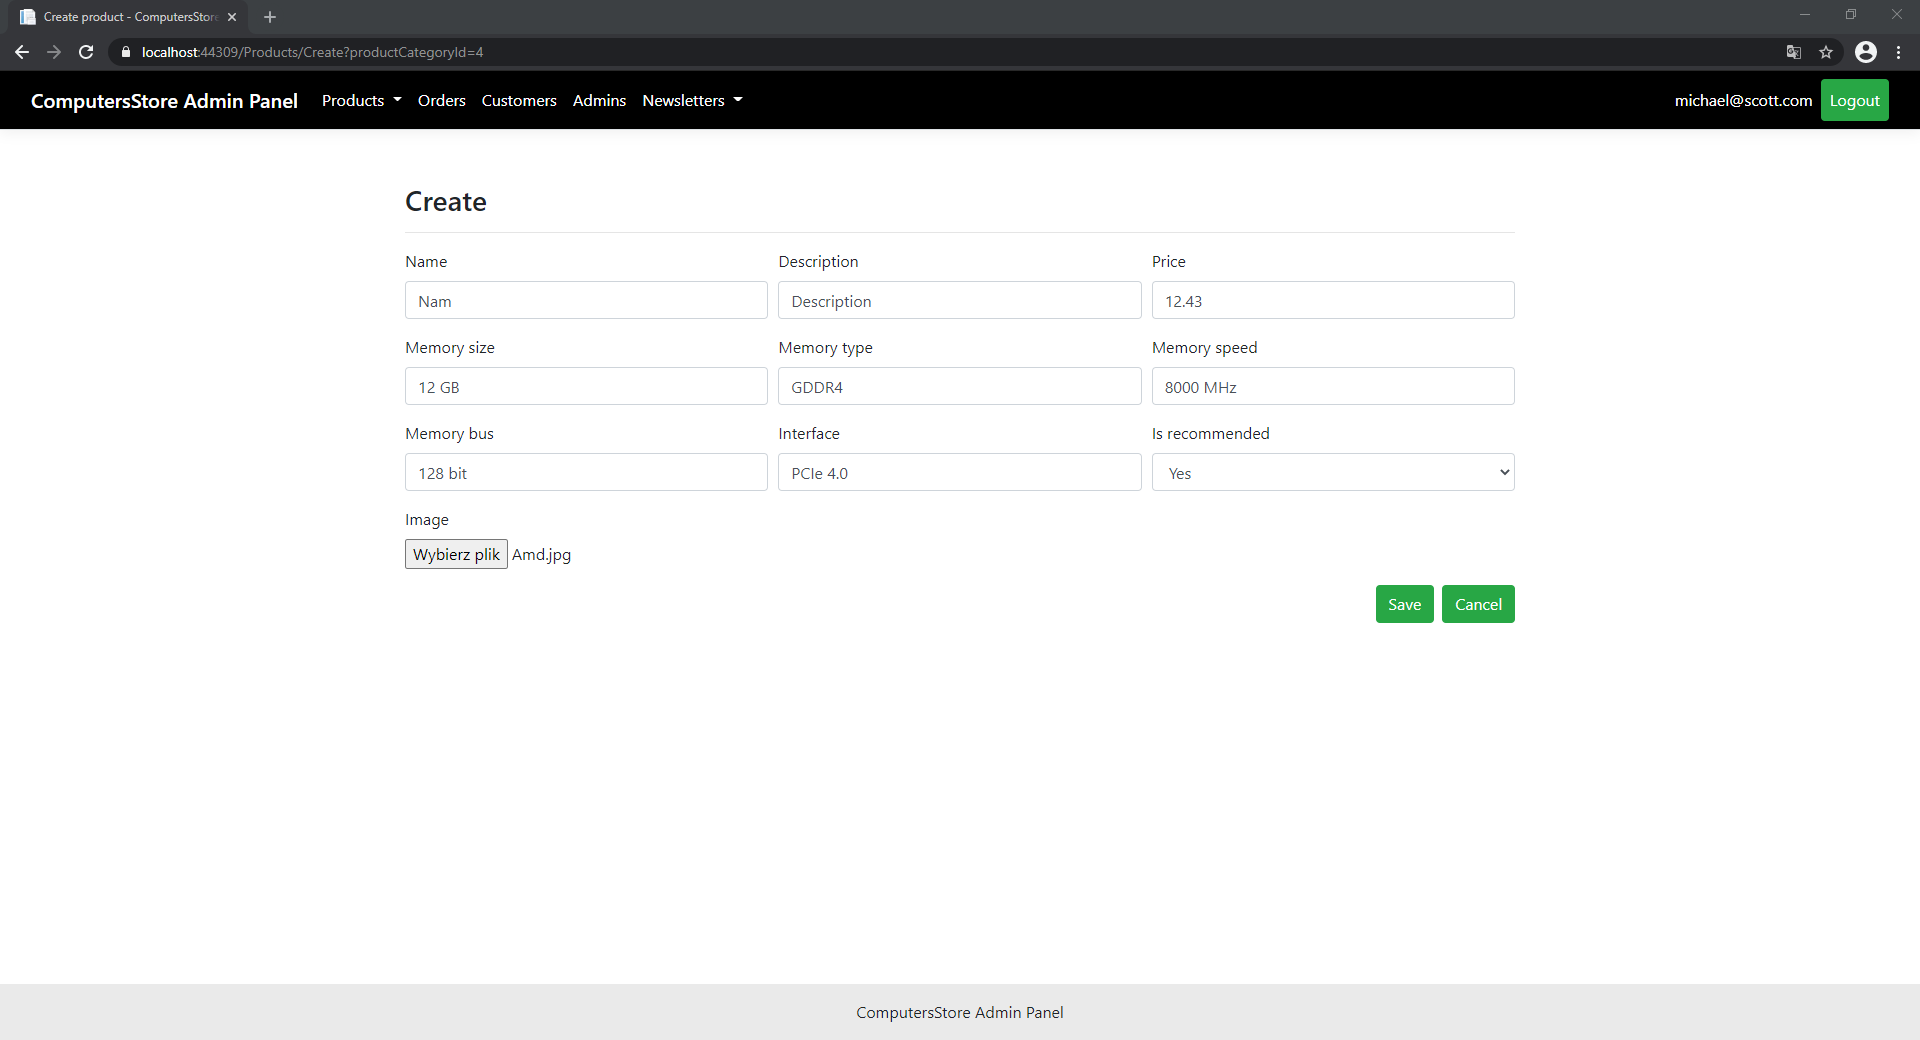 Create product - ComputersStore
localhost:44309/Products/Create?productCategoryId=4
ComputersStore Admin Panel Products Orders Customers Admins Newsletters michael@scott.com Logout
Create
Name Description Price
Nam Description 12.43
Memory size Memory type Memory speed
12 GB GDDR4 8000 MHz
Memory bus Interface Is recommended
128 bit PCIe 4.0 Yes
Image
Wybierz plik Amd.jpg
Save Cancel
ComputersStore Admin Panel